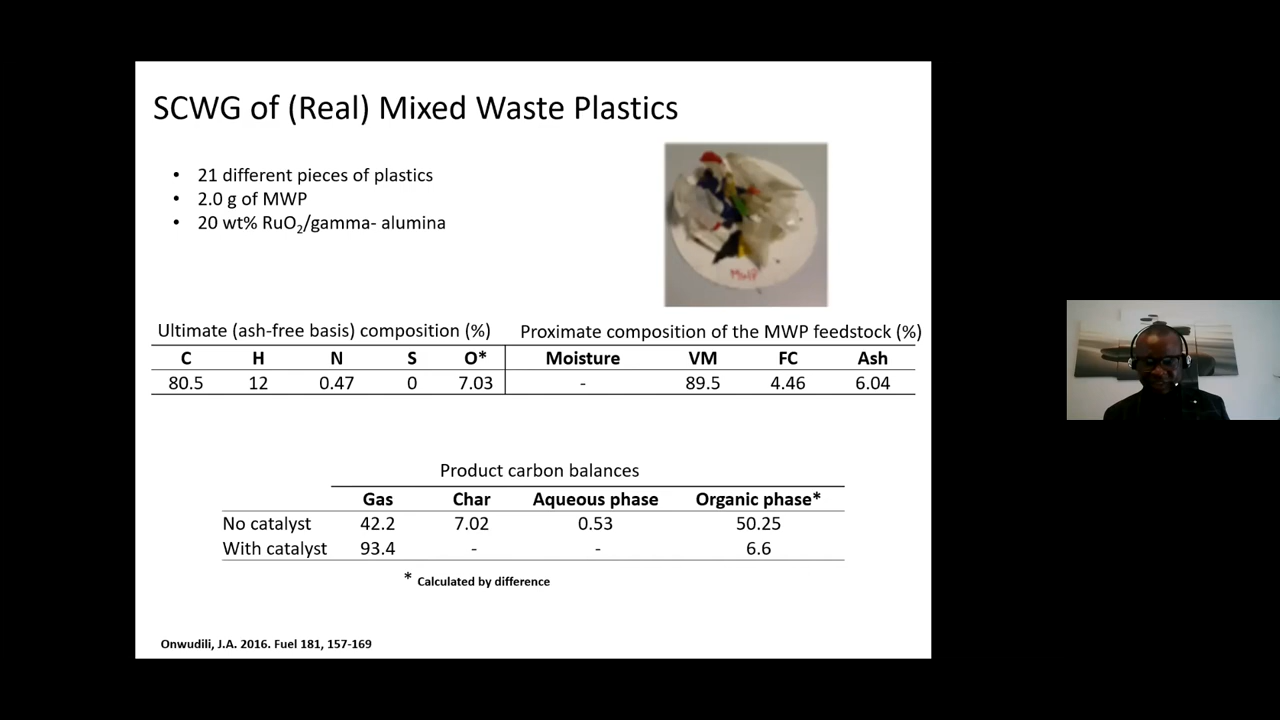 SCWG of (Real) Mixed Waste Plastics
• 21 different pieces of plastics
• 2.0 g of MWP
• 20 wt% RuO₂/gamma- alumina
MWP
Ultimate (ash-free basis) composition (%)
Proximate composition of the MWP feedstock (%)
C H N S O* Moisture VM FC Ash
80.5 12 0.47 0 7.03 - 89.5 4.46 6.04
Product carbon balances
Gas Char Aqueous phase Organic phase*
No catalyst 42.2 7.02 0.53 50.25
With catalyst 93.4 - - 6.6
* Calculated by difference
Onwudili, J.A. 2016. Fuel 181, 157-169